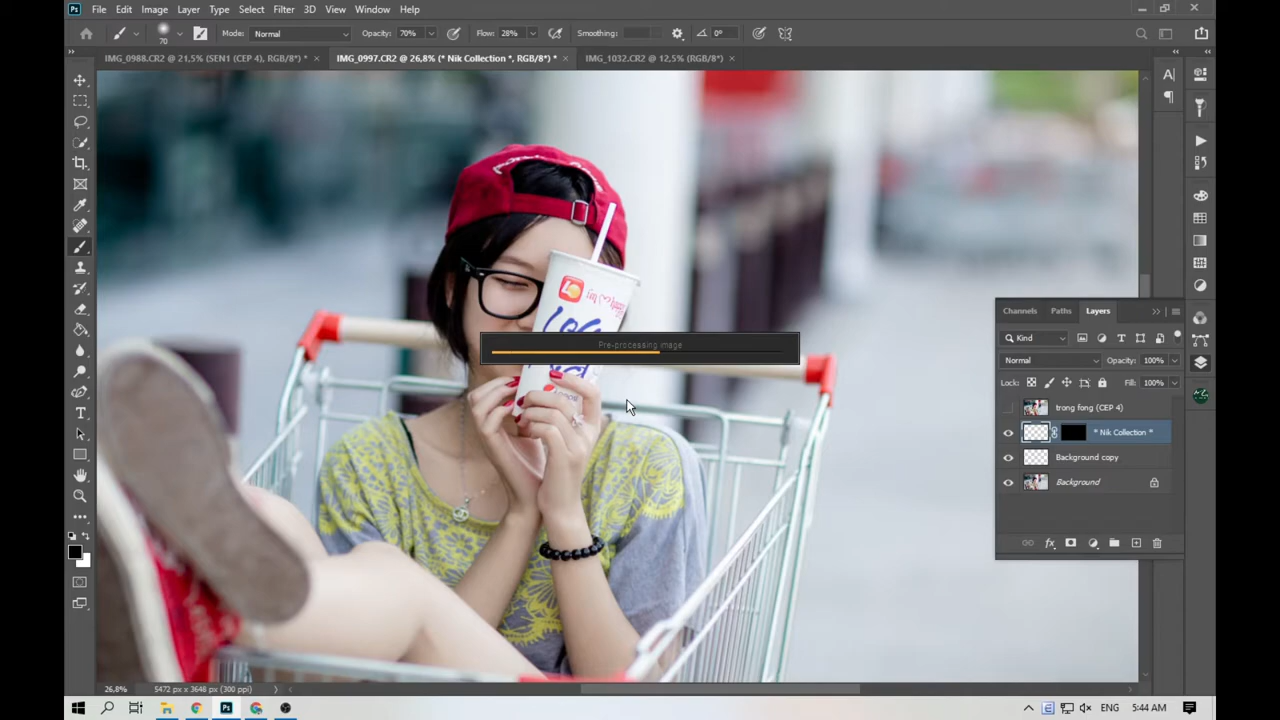 Ps File Edit Image Layer Type Select Filter 3D View Window Help
70 Mode: Normal Opacity: 70% Flow: 28% Smoothing: 0°
IMG_0988.CR2 @ 21,5% (SEN1 (CEP 4), RGB/8*) * × IMG_0997.CR2 @ 26,8% (* Nik Collection *, RGB/8*) * × IMG_1032.CR2 @ 12,5% (RGB/8*) ×
Pre-processing image
Channels Paths Layers
Kind
Normal Opacity: 100%
Lock: Fill: 100%
trong fong (CEP 4)
* Nik Collection *
Background copy
Background
fx
26,8% 5472 px x 3648 px (300 ppi)
Ps ENG 5:44 AM